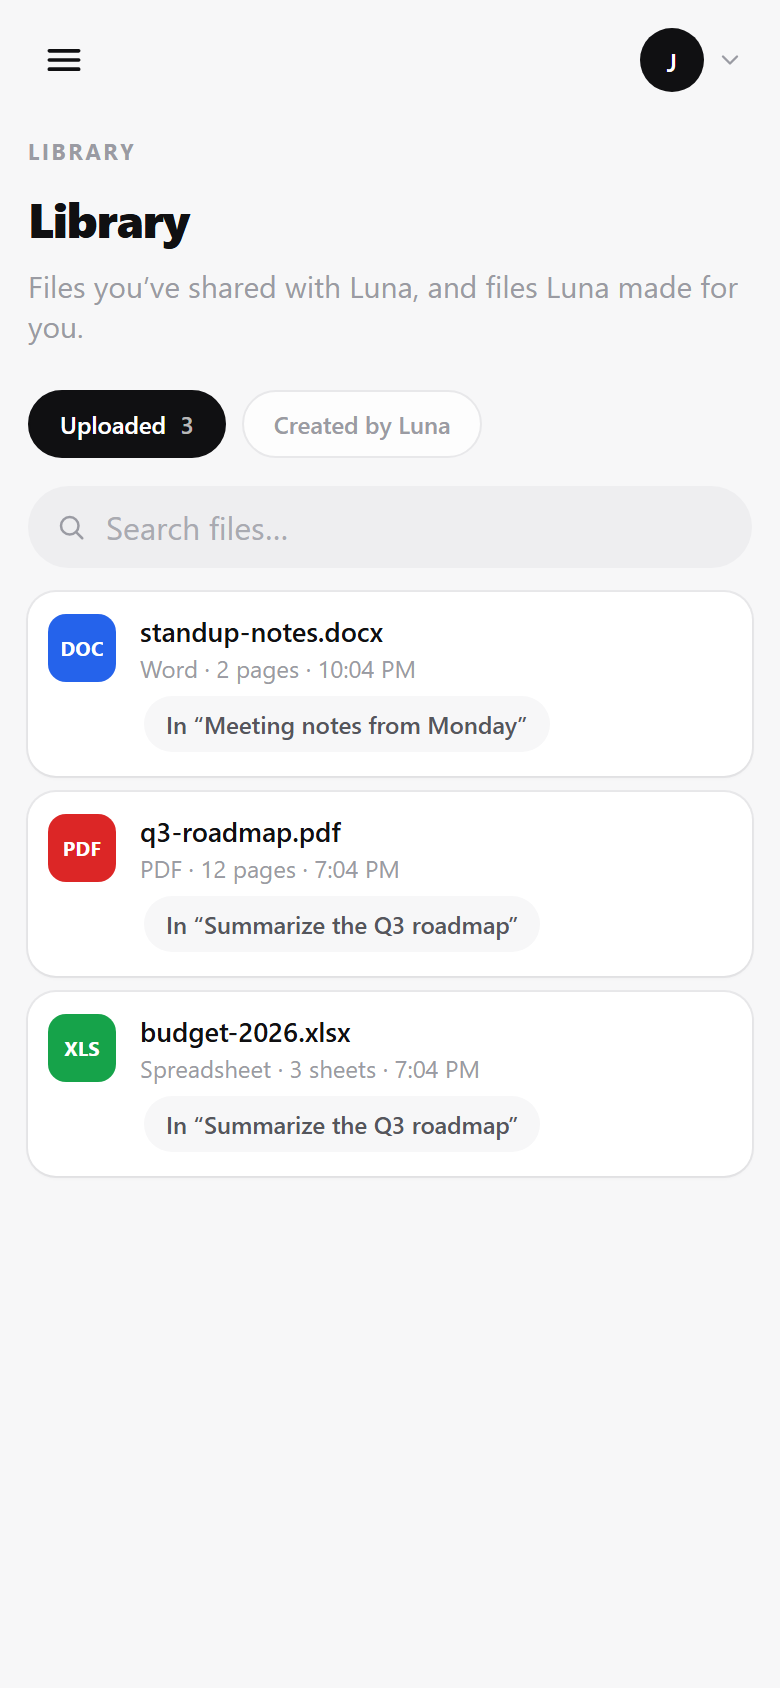 J
LIBRARY
Library
Files you’ve shared with Luna, and files Luna made for
you.
Uploaded 3
Created by Luna
Search files...
DOC
standup-notes.docx
Word · 2 pages · 10:04 PM
In “Meeting notes from Monday”
PDF
q3-roadmap.pdf
PDF · 12 pages · 7:04 PM
In “Summarize the Q3 roadmap”
XLS
budget-2026.xlsx
Spreadsheet · 3 sheets · 7:04 PM
In “Summarize the Q3 roadmap”